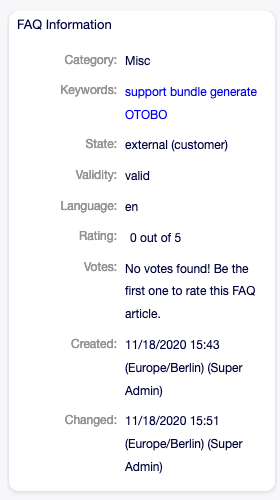 FAQ Information
Category: Misc
Keywords: support bundle generate
OTOBO
State: external (customer)
Validity: valid
Language: en
Rating: 0 out of 5
Votes: No votes found! Be the
first one to rate this FAQ
article.
Created: 11/18/2020 15:43
(Europe/Berlin) (Super
Admin)
Changed: 11/18/2020 15:51
(Europe/Berlin) (Super
Admin)